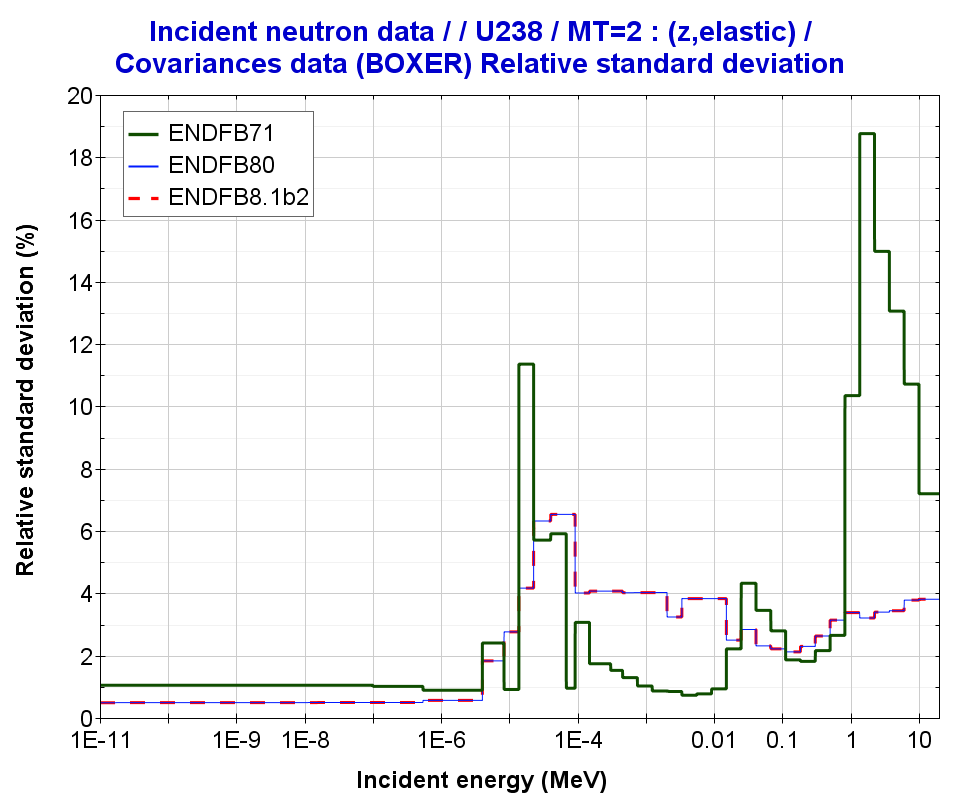 Incident neutron data / / U238 / MT=2 : (z,elastic) /
Covariances data (BOXER) Relative standard deviation
20
18
16
14
12
10
8
6
4
2
0
ENDFB71
ENDFB80
ENDFB8.1b2
Relative standard deviation (%)
1E-11 1E-9 1E-8 1E-6 1E-4 0.01 0.1 1 10
Incident energy (MeV)